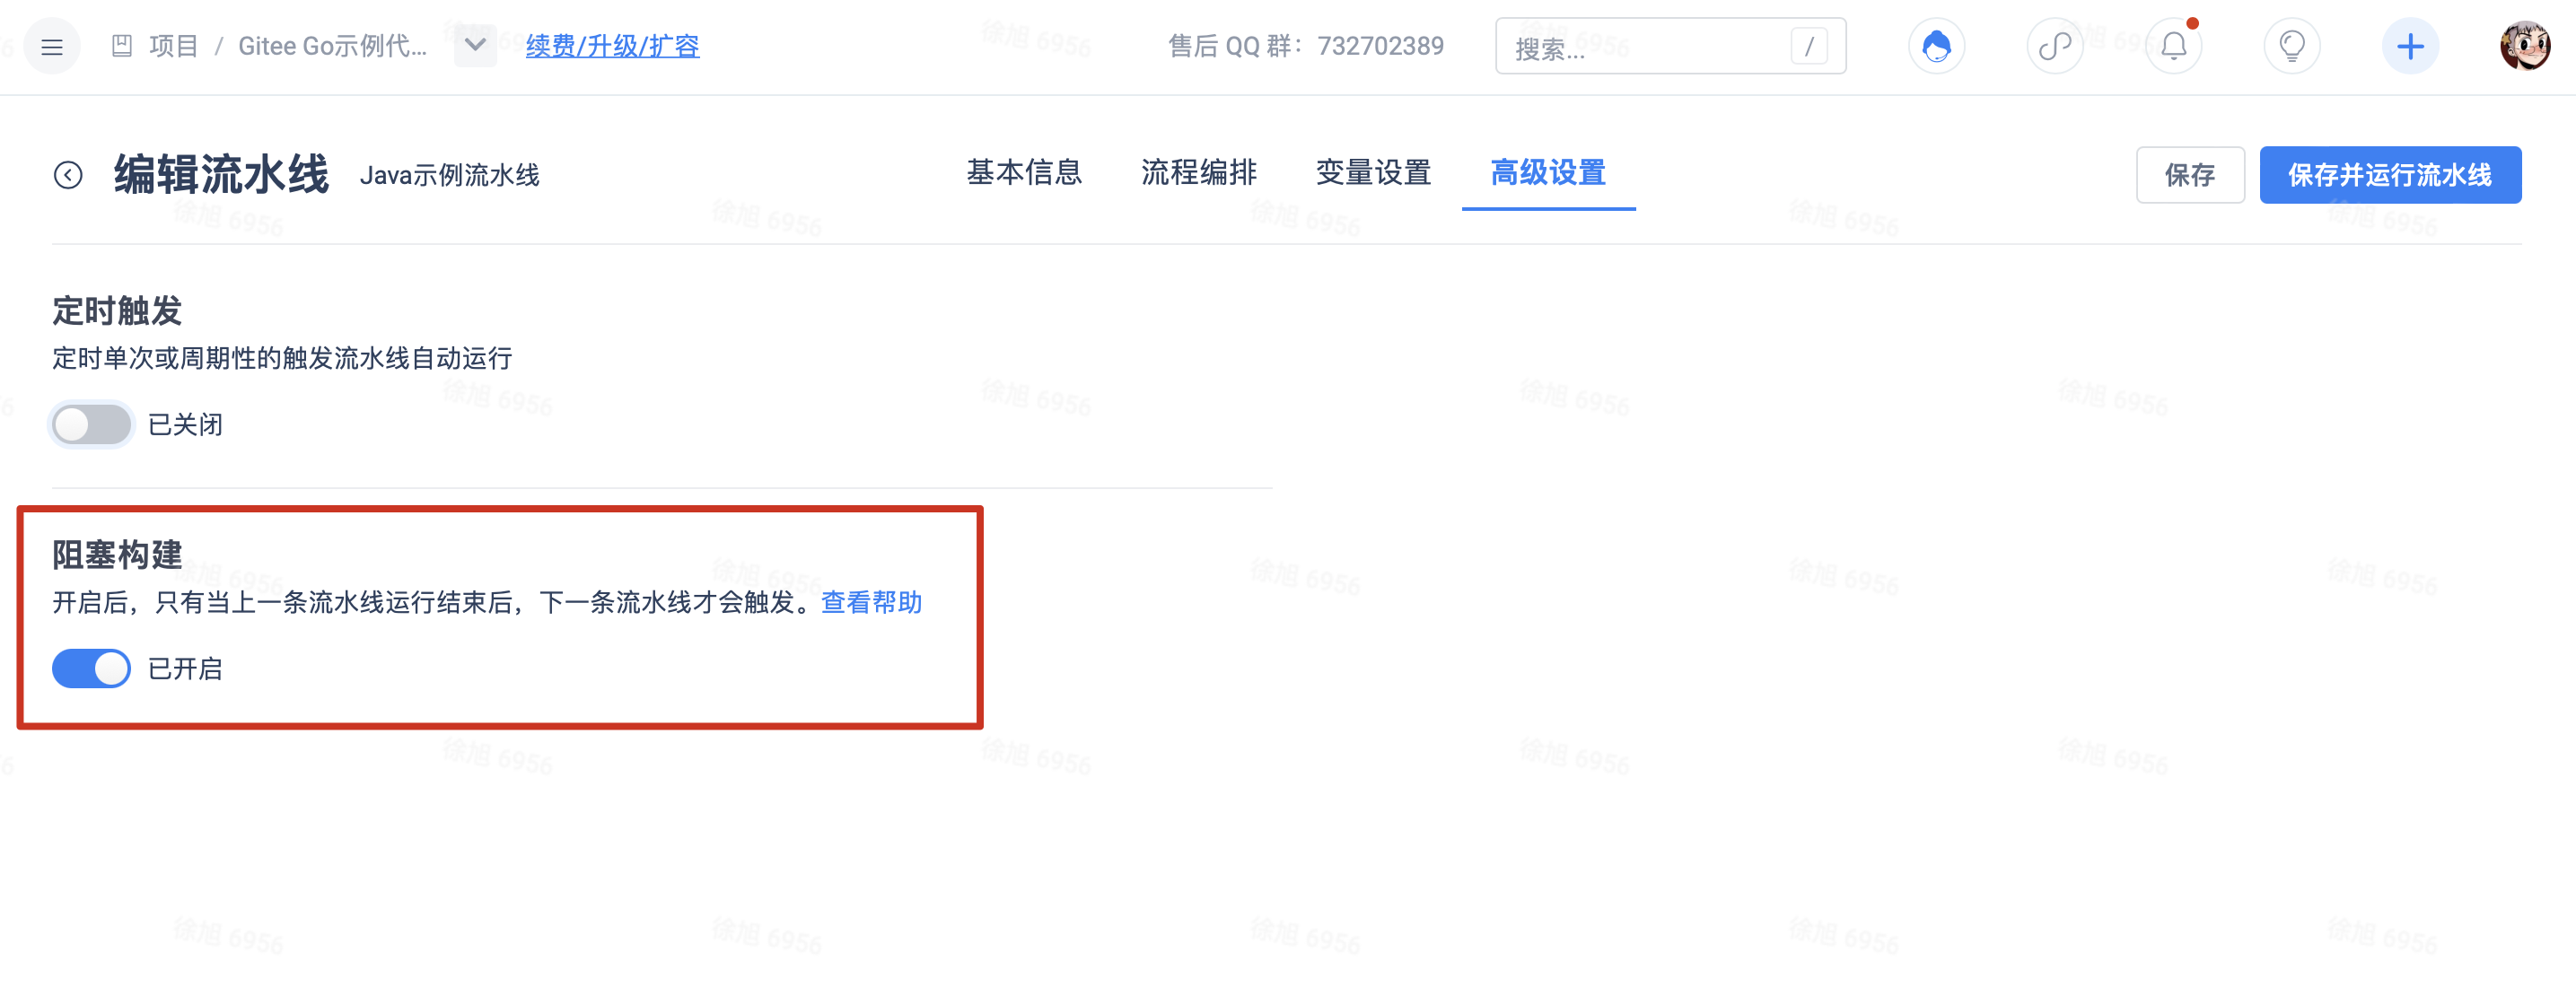 项目 / Gitee Go示例代... 续费/升级/扩容 售后 QQ 群：732702389 搜索... /
编辑流水线 Java示例流水线 基本信息 流程编排 变量设置 高级设置 保存 保存并运行流水线
定时触发
定时单次或周期性的触发流水线自动运行
已关闭
阻塞构建
开启后，只有当上一条流水线运行结束后，下一条流水线才会触发。查看帮助
已开启
徐旭 6956